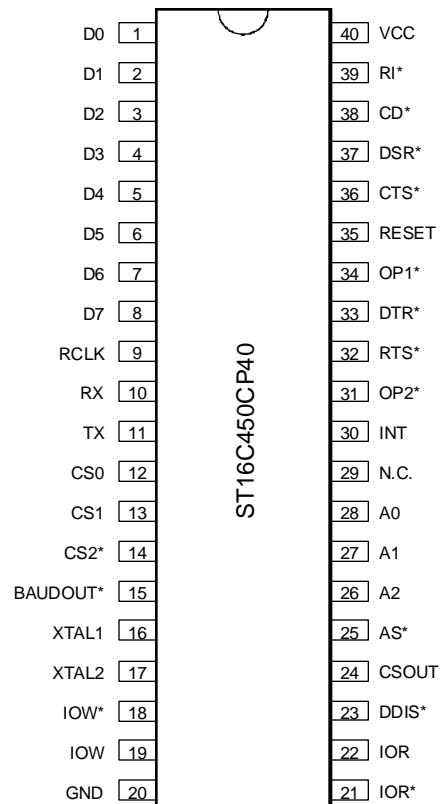 D0 1 40 VCC
D1 2 39 RI*
D2 3 38 CD*
D3 4 37 DSR*
D4 5 36 CTS*
D5 6 35 RESET
D6 7 34 OP1*
D7 8 33 DTR*
RCLK 9 32 RTS*
RX 10 31 OP2*
TX 11 30 INT
CS0 12 29 N.C.
CS1 13 28 A0
CS2* 14 27 A1
BAUDOUT* 15 26 A2
XTAL1 16 25 AS*
XTAL2 17 24 CSOUT
IOW* 18 23 DDIS*
IOW 19 22 IOR
GND 20 21 IOR*
ST16C450CP40